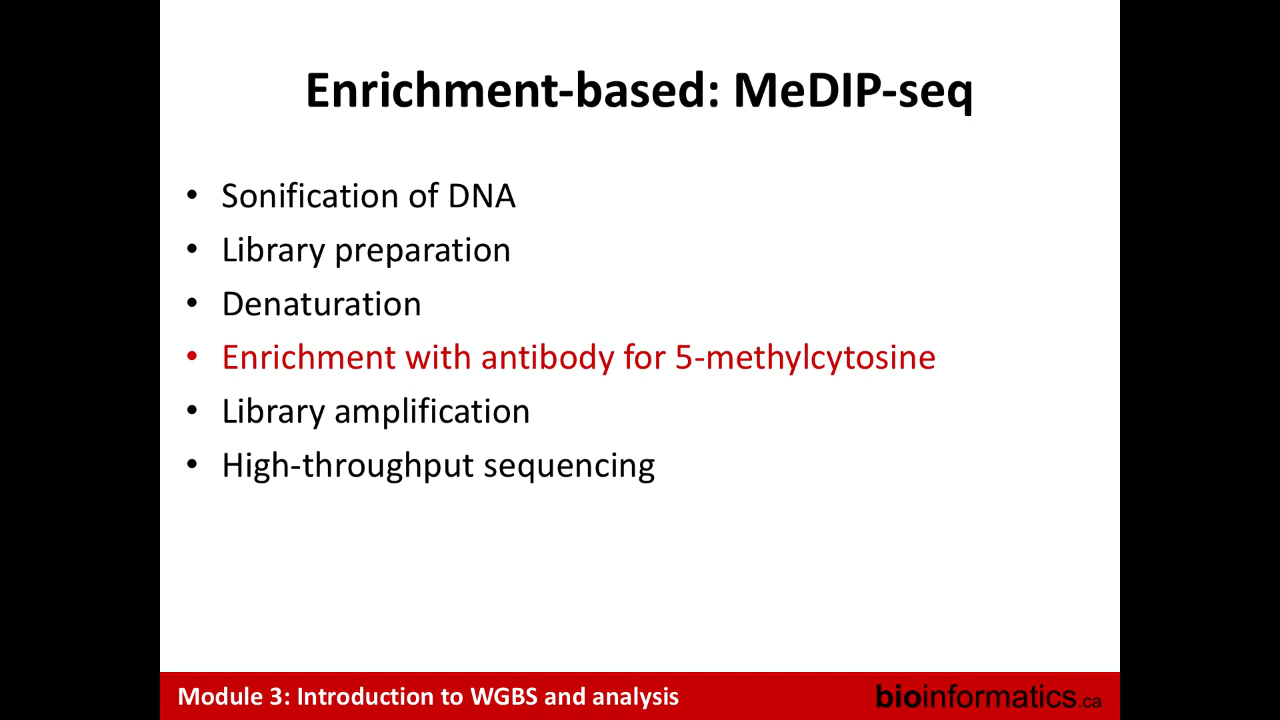 Enrichment-based: MeDIP-seq
• Sonification of DNA
• Library preparation
• Denaturation
• Enrichment with antibody for 5-methylcytosine
• Library amplification
• High-throughput sequencing
Module 3: Introduction to WGBS and analysis
bioinformatics.ca